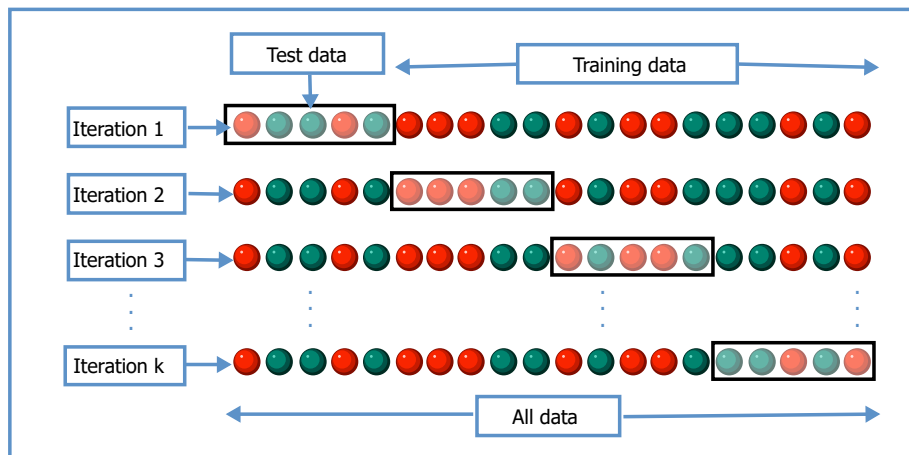 Test data
Training data
Iteration 1
Iteration 2
Iteration 3
Iteration k
All data